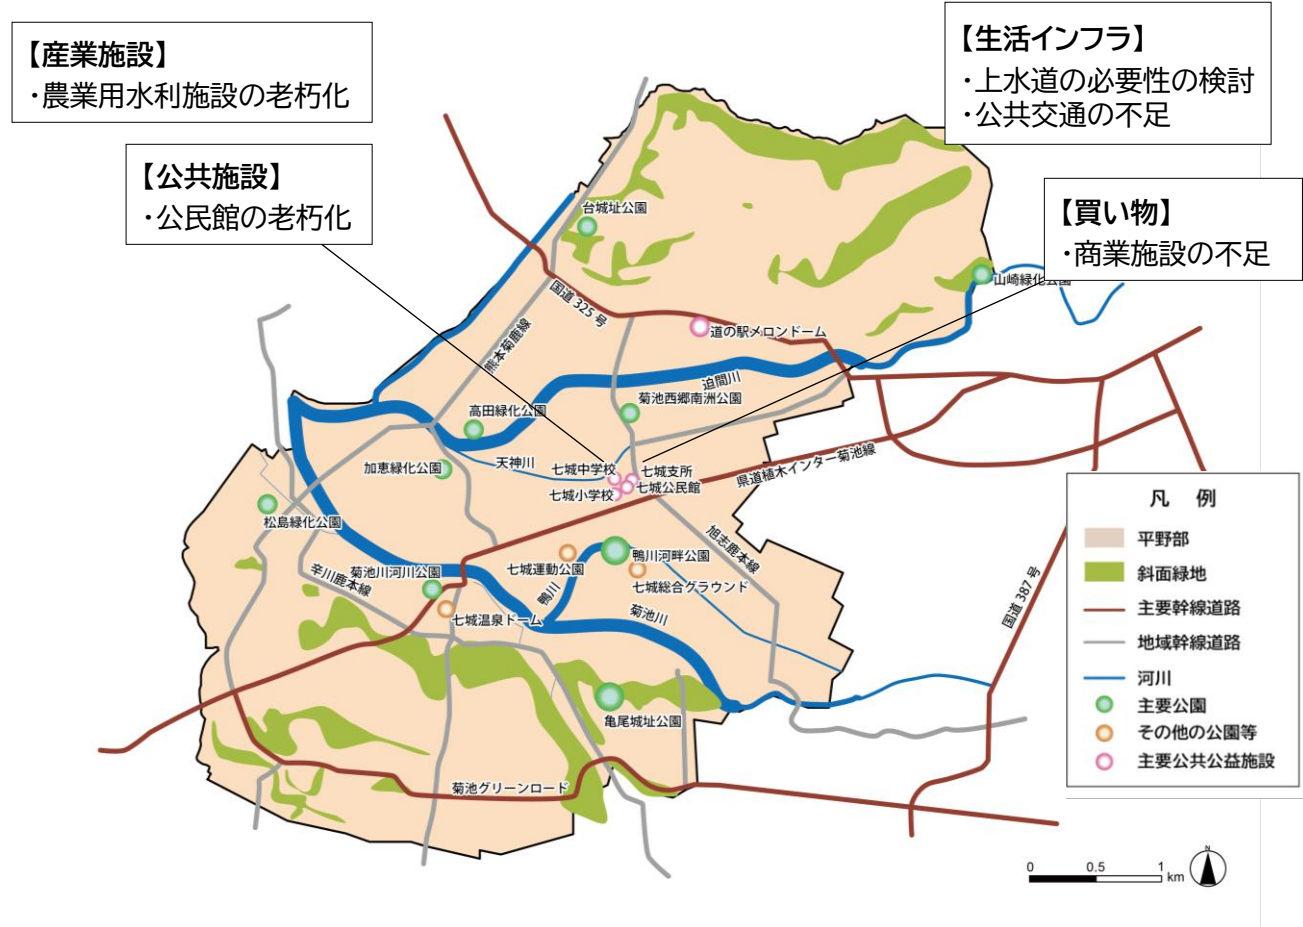 【産業施設】
・農業用水利施設の老朽化
【公共施設】
・公民館の老朽化
【生活インフラ】
・上水道の必要性の検討
・公共交通の不足
【買い物】
・商業施設の不足
台城址公園
山崎緑化公園
国道 325 号
道の駅メロンドーム
熊本菊鹿線
迫間川
菊池西郷南洲公園
高田緑化公園
天神川
加恵緑化公園
七城中学校
七城支所
七城公民館
七城小学校
県道植木インター菊池線
松島緑化公園
旭志鹿本線
鴨川河畔公園
七城運動公園
七城総合グラウンド
菊池川河川公園
辛川鹿本線
鴨川
菊池川
七城温泉ドーム
国道 387 号
亀尾城址公園
菊池グリーンロード
凡 例
平野部
斜面緑地
主要幹線道路
地域幹線道路
河川
主要公園
その他の公園等
主要公共公益施設
0 0.5 1
km
N